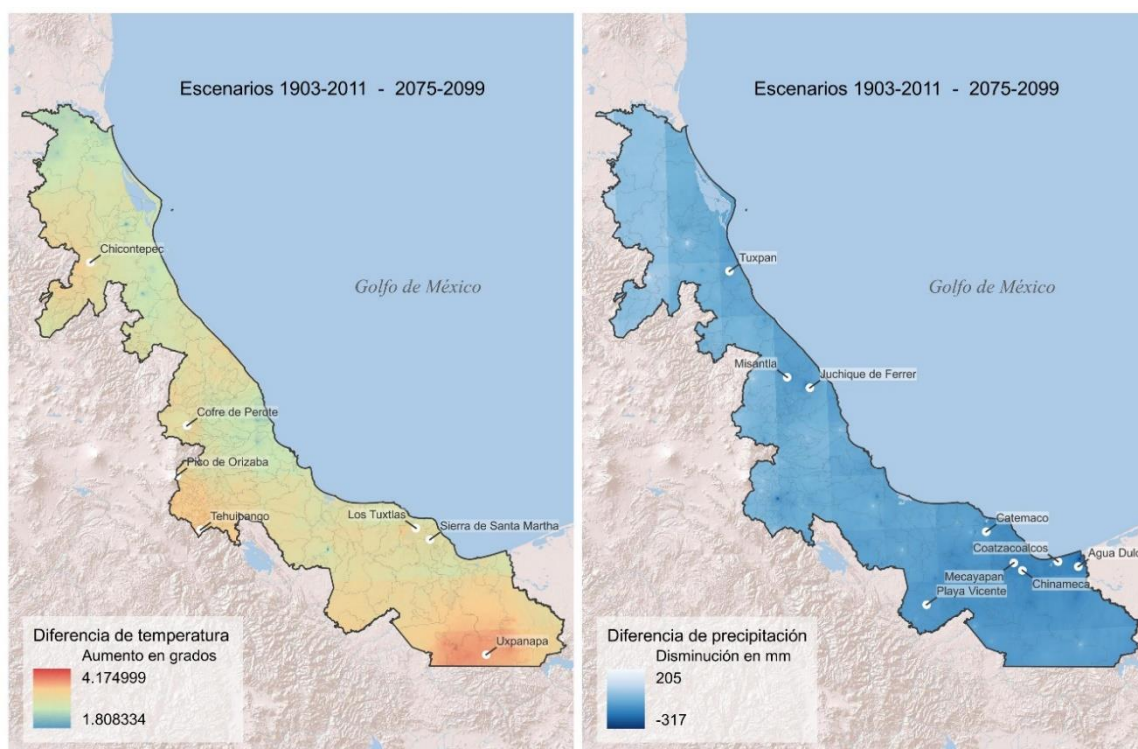 Escenarios 1903-2011 - 2075-2099
Chicontepec
Golfo de México
Cofre de Perote
Pico de Orizaba
Tehuipango
Los Tuxtlas
Sierra de Santa Martha
Uxpanapa
Diferencia de temperatura
Aumento en grados
4.174999
1.808334
Escenarios 1903-2011 - 2075-2099
Tuxpan
Golfo de México
Misantla
Juchique de Ferrer
Catemaco
Coatzacoalcos
Agua Dulc
Mecayapan
Chinameca
Playa Vicente
Diferencia de precipitación
Disminución en mm
205
-317